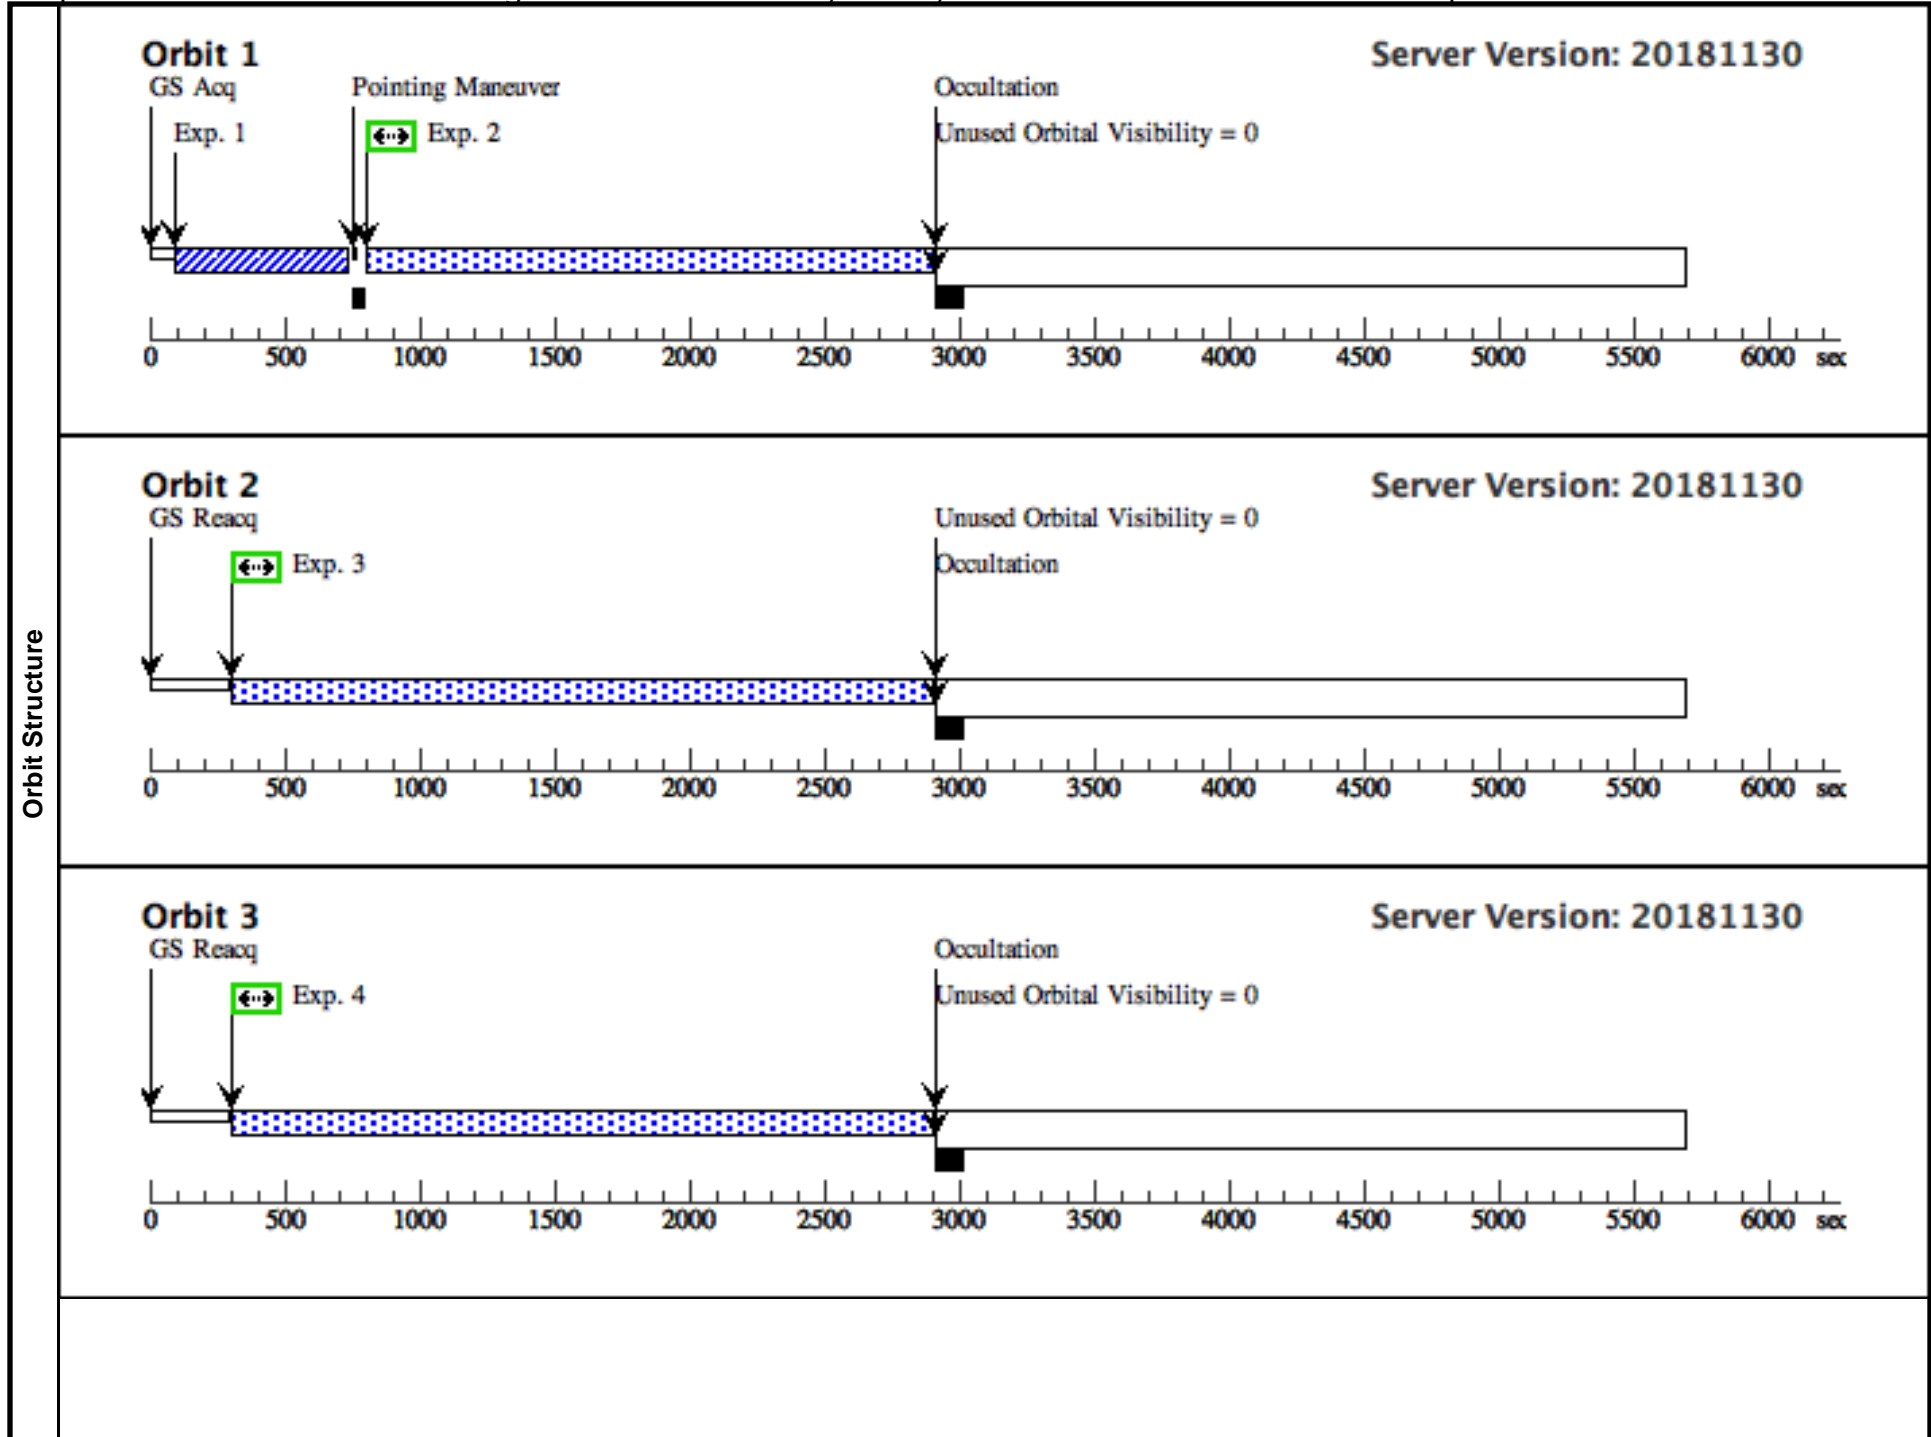 Orbit Structure
Orbit 1 Server Version: 20181130
GS Acq Pointing Maneuver Occultation
Exp. 1 Exp. 2 Unused Orbital Visibility = 0
0 500 1000 1500 2000 2500 3000 3500 4000 4500 5000 5500 6000 sec
Orbit 2 Server Version: 20181130
GS Reacq Unused Orbital Visibility = 0
Exp. 3 Occultation
0 500 1000 1500 2000 2500 3000 3500 4000 4500 5000 5500 6000 sec
Orbit 3 Server Version: 20181130
GS Reacq Occultation
Exp. 4 Unused Orbital Visibility = 0
0 500 1000 1500 2000 2500 3000 3500 4000 4500 5000 5500 6000 sec